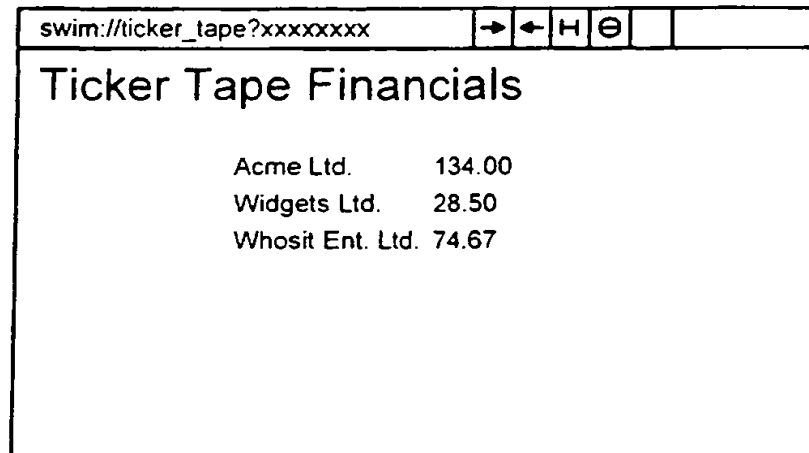 swim://ticker_tape?xxxxxxxx → ← H Θ
Ticker Tape Financials
Acme Ltd. 134.00
Widgets Ltd. 28.50
Whosit Ent. Ltd. 74.67